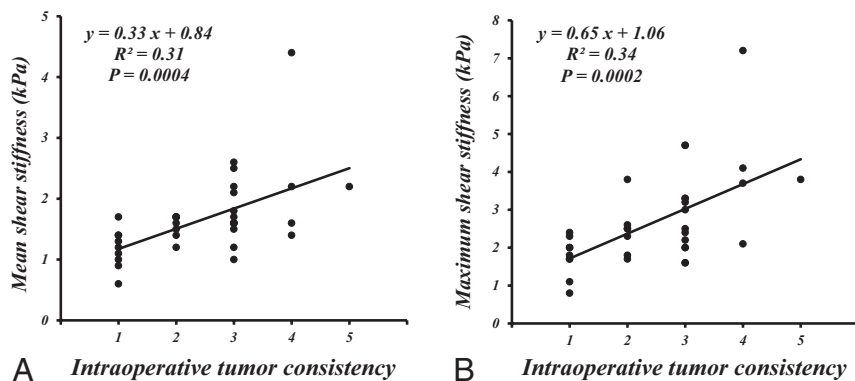 y = 0.33 x + 0.84
R² = 0.31
P = 0.0004
Mean shear stiffness (kPa)
5
4
3
2
1
0
1 2 3 4 5
A Intraoperative tumor consistency
y = 0.65 x + 1.06
R² = 0.34
P = 0.0002
Maximum shear stiffness (kPa)
8
7
6
5
4
3
2
1
0
1 2 3 4 5
B Intraoperative tumor consistency